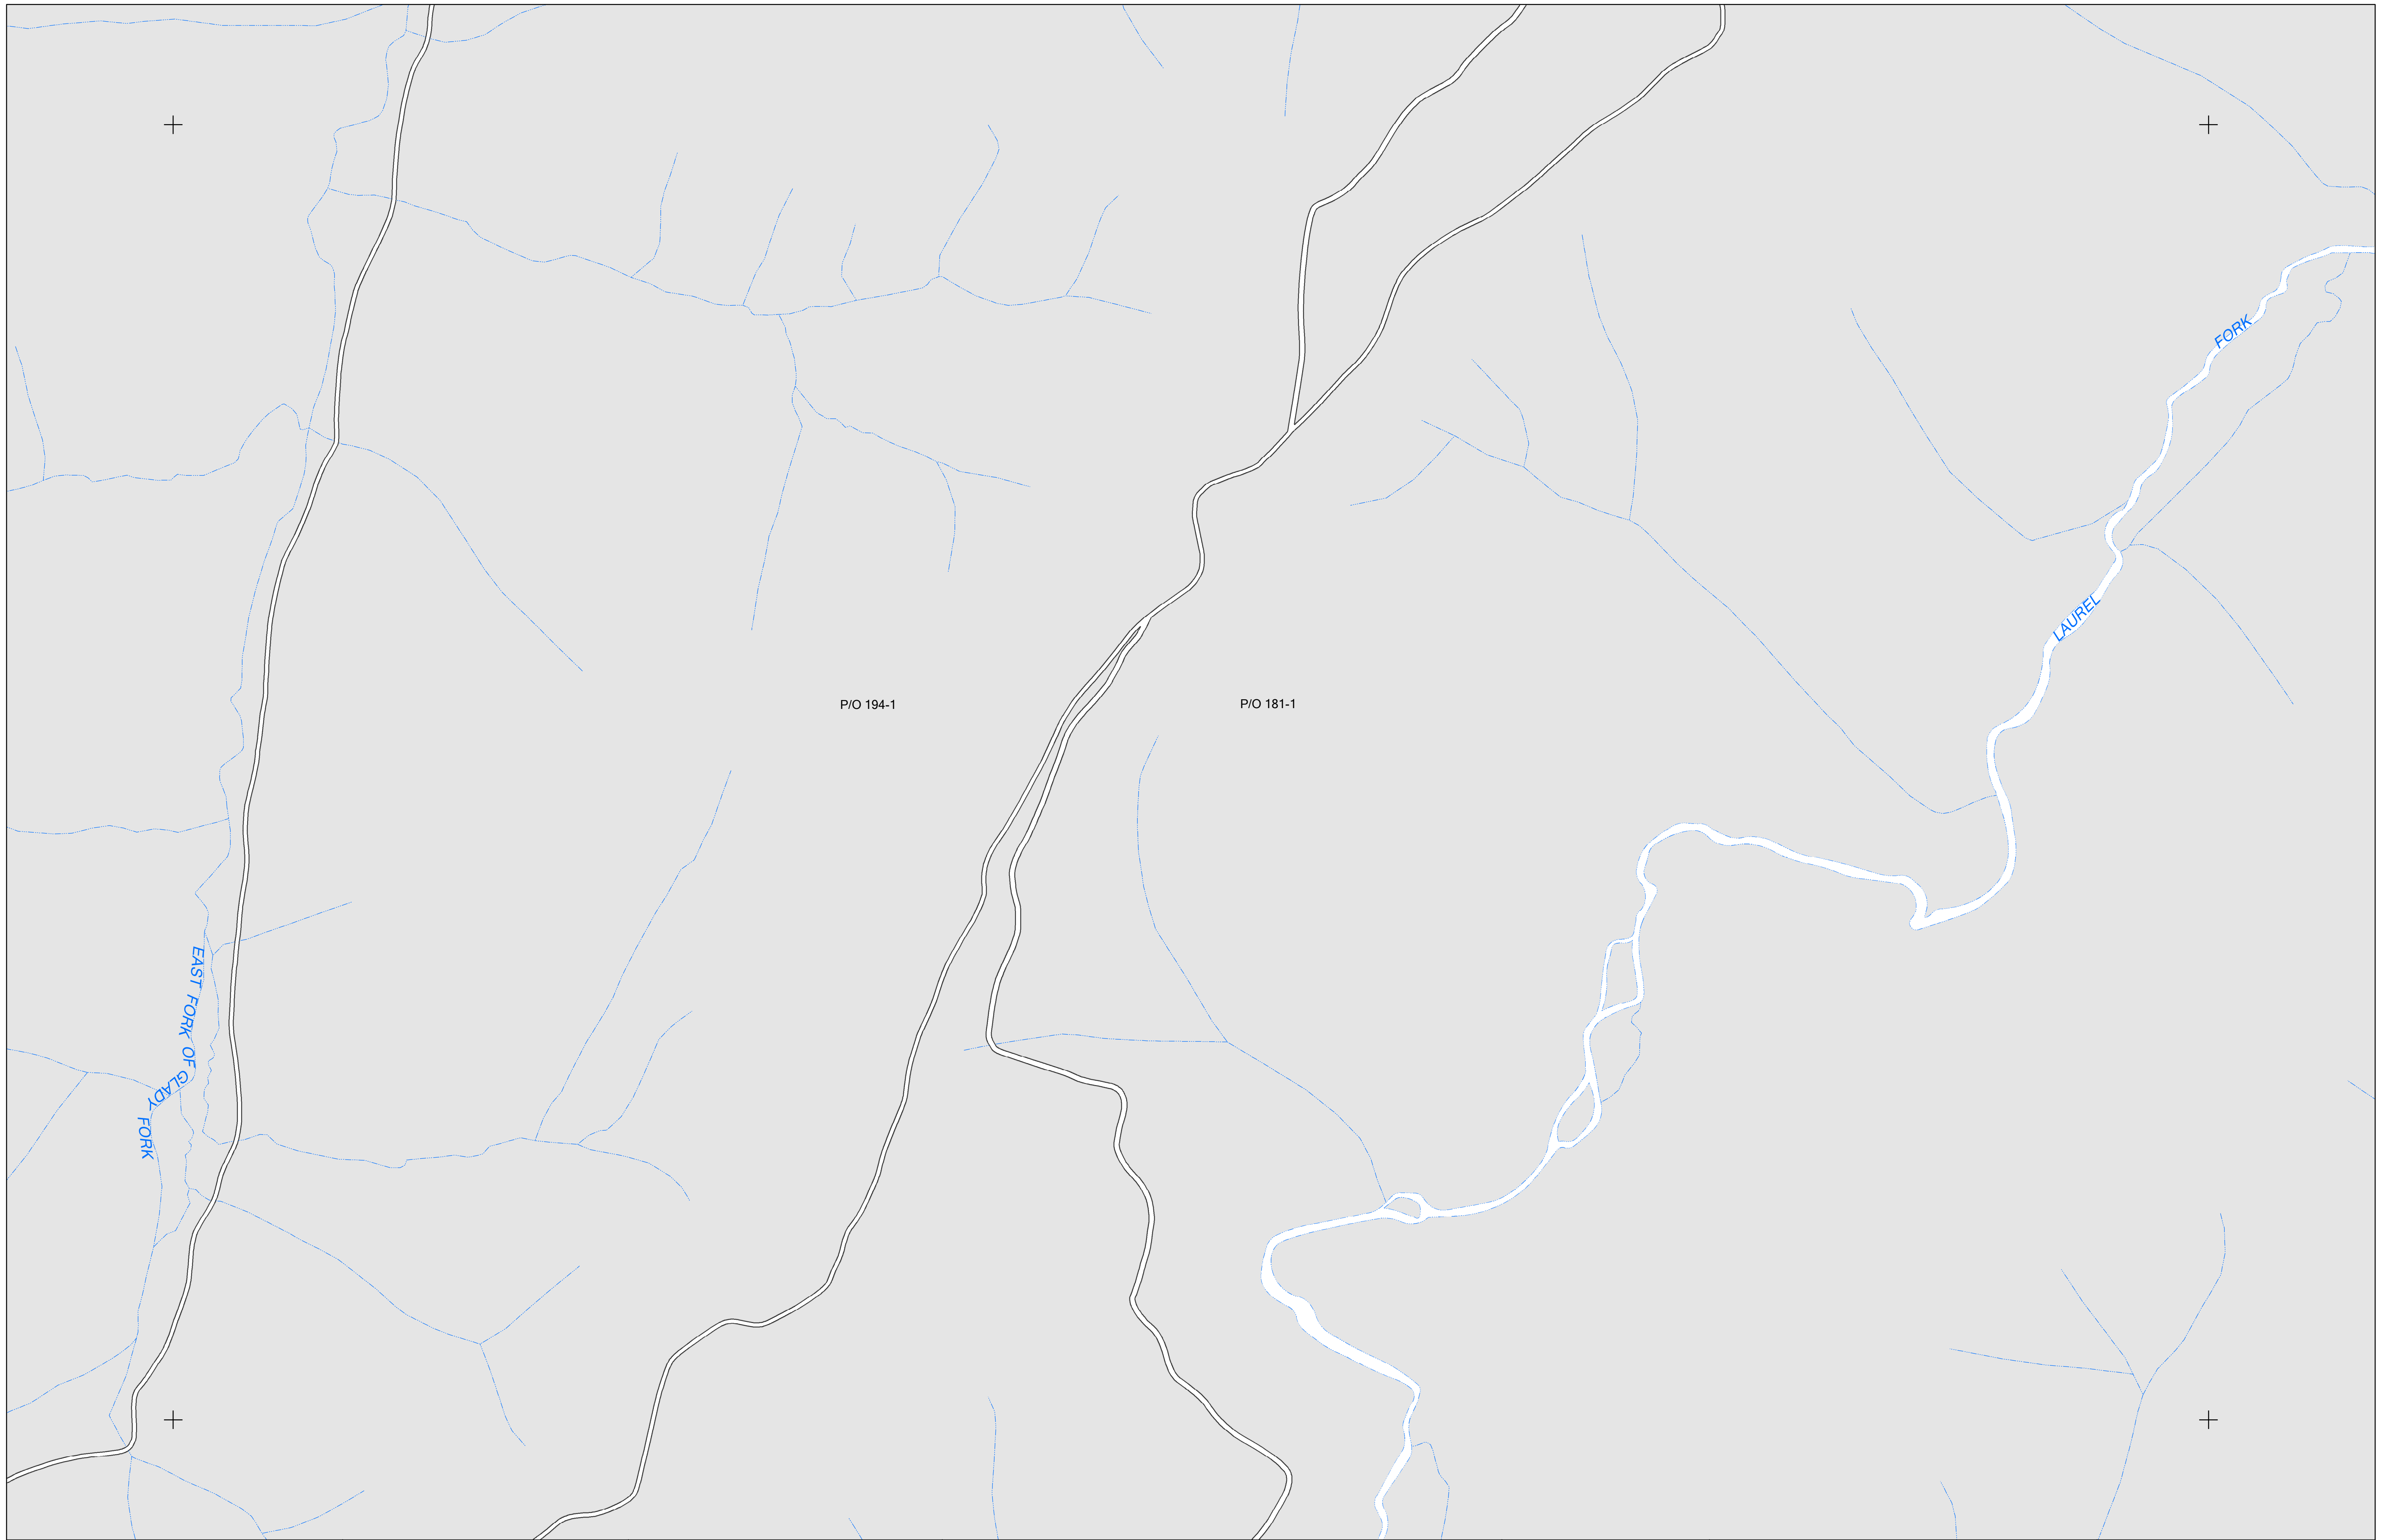 FORK
LAUREL
P/O 194-1
P/O 181-1
EAST FORK OF GLADY FORK